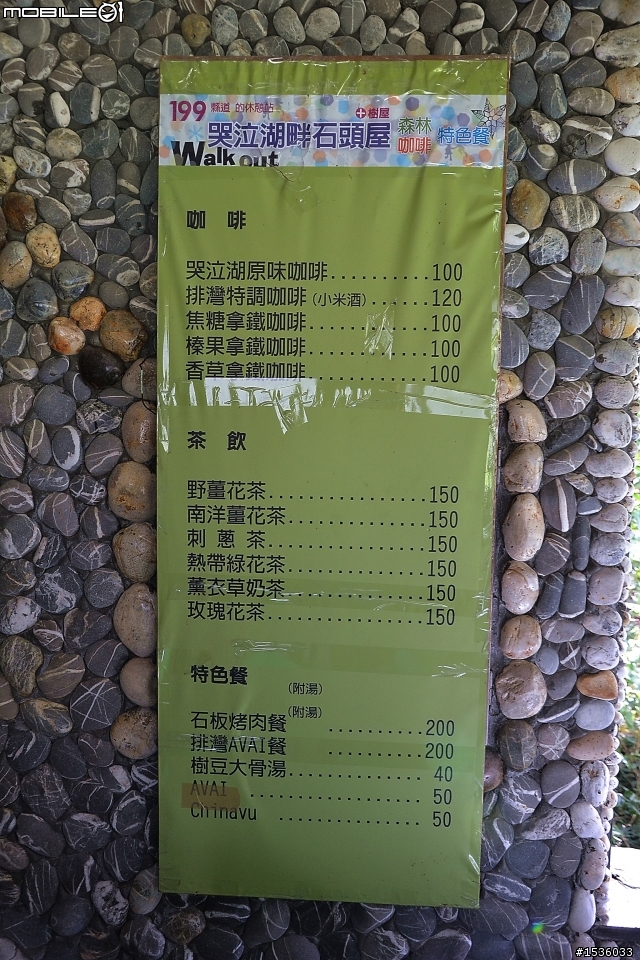 MOBILE01
199 縣道 的休憩站
+樹屋
哭泣湖畔石頭屋 森林咖啡 特色餐
Walk out
咖 啡
哭泣湖原味咖啡..........100
排灣特調咖啡(小米酒)......120
焦糖拿鐵咖啡............100
榛果拿鐵咖啡............100
香草拿鐵咖啡............100
茶 飲
野薑花茶................150
南洋薑花茶..............150
刺 蔥 茶................150
熱帶綠花茶..............150
薰衣草奶茶..............150
玫瑰花茶................150
特色餐
(附湯)
石板烤肉餐(附湯) ..........200
排灣AVAI餐 ..........200
樹豆大骨湯.............. 40
AVAI .................. 50
Chinavu ............... 50
#1536033